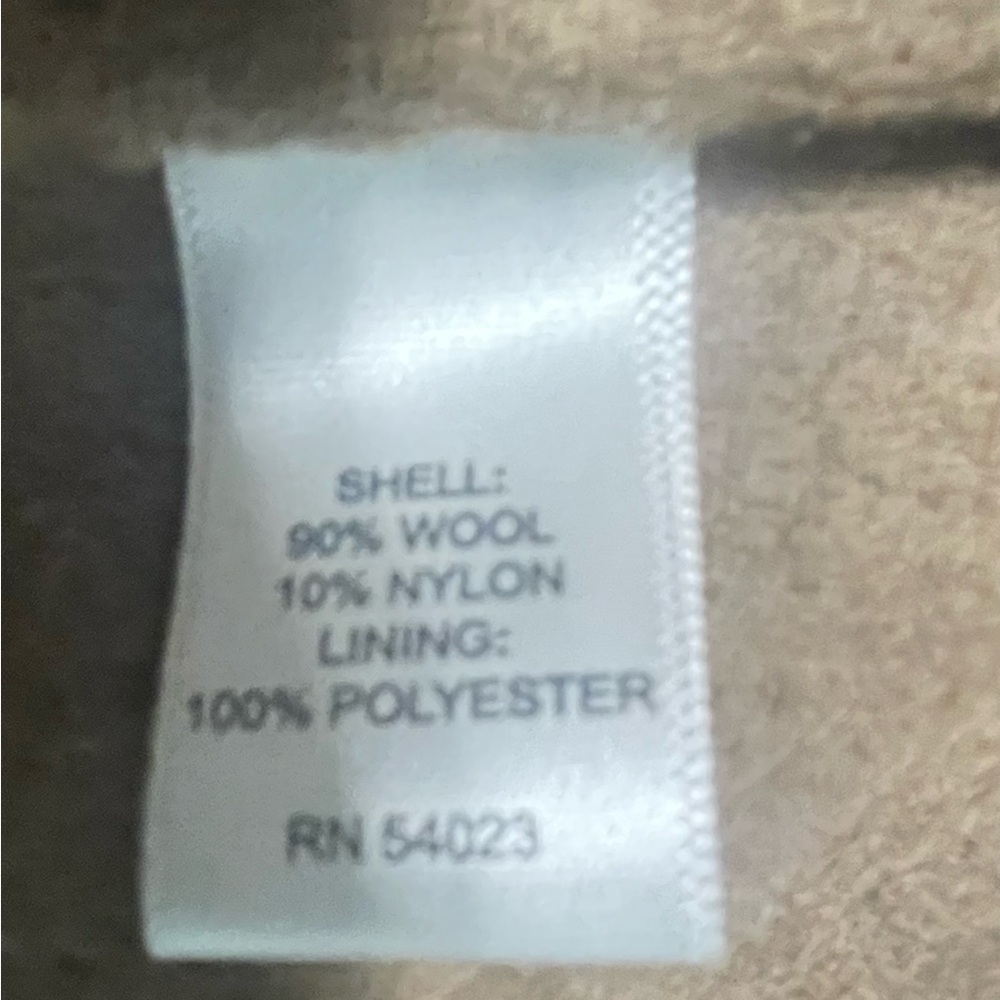 SHELL:
90% WOOL
10% NYLON
LINING:
100% POLYESTER
RN 54023